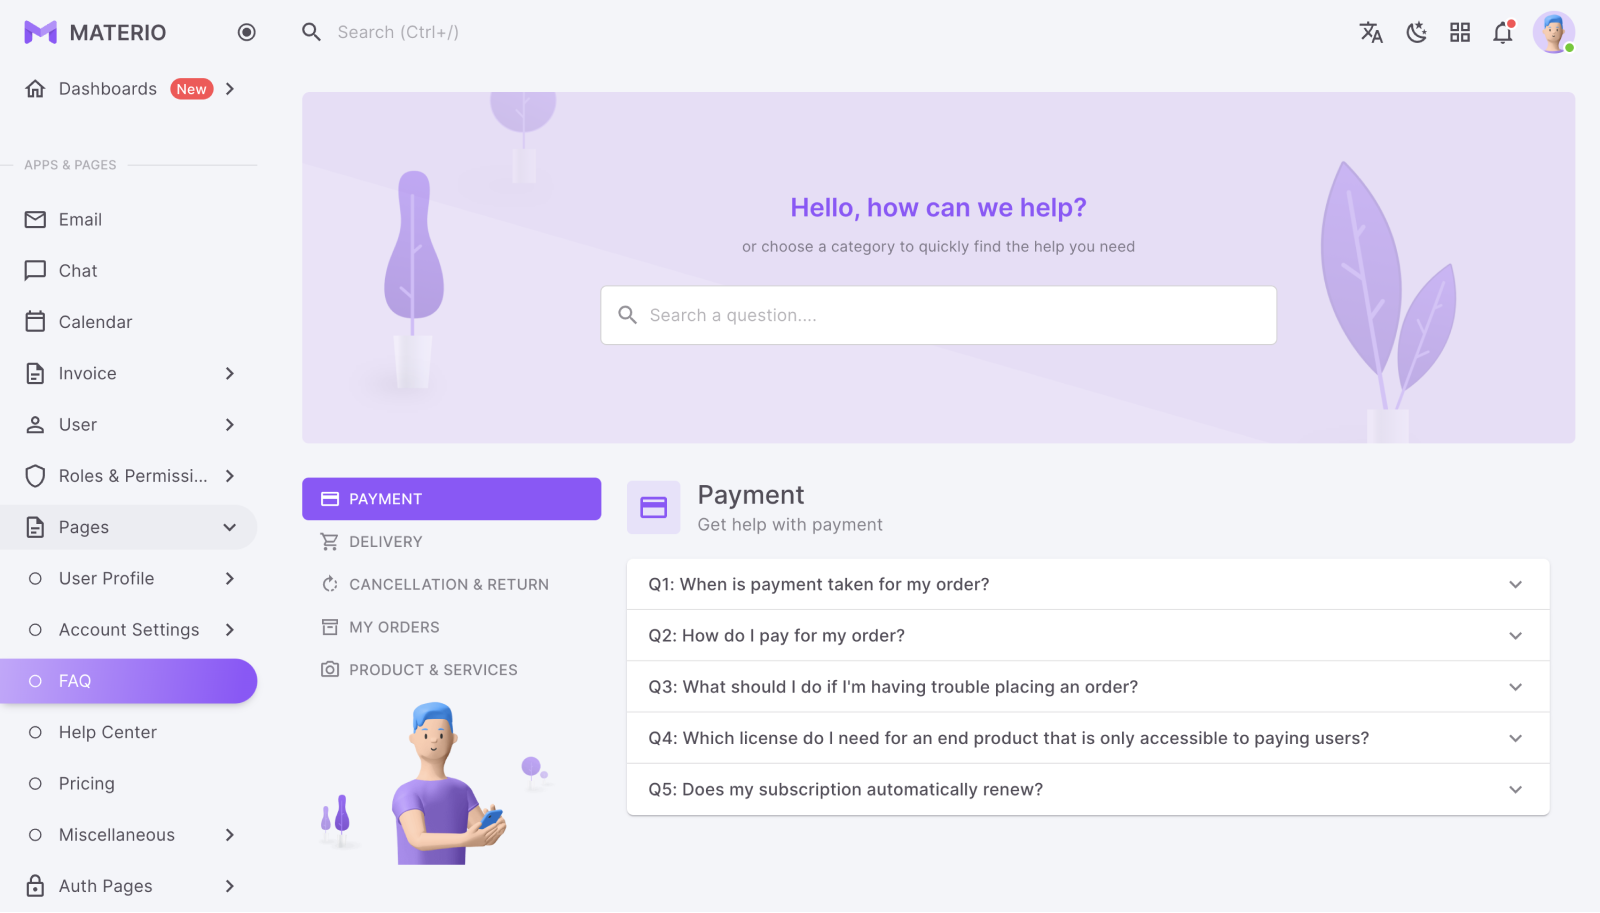 MATERIO
Search (Ctrl+/)
Dashboards New
APPS & PAGES
Email
Chat
Calendar
Invoice
User
Roles & Permissi...
Pages
User Profile
Account Settings
FAQ
Help Center
Pricing
Miscellaneous
Auth Pages
Hello, how can we help?
or choose a category to quickly find the help you need
Search a question....
PAYMENT
DELIVERY
CANCELLATION & RETURN
MY ORDERS
PRODUCT & SERVICES
Payment
Get help with payment
Q1: When is payment taken for my order?
Q2: How do I pay for my order?
Q3: What should I do if I'm having trouble placing an order?
Q4: Which license do I need for an end product that is only accessible to paying users?
Q5: Does my subscription automatically renew?